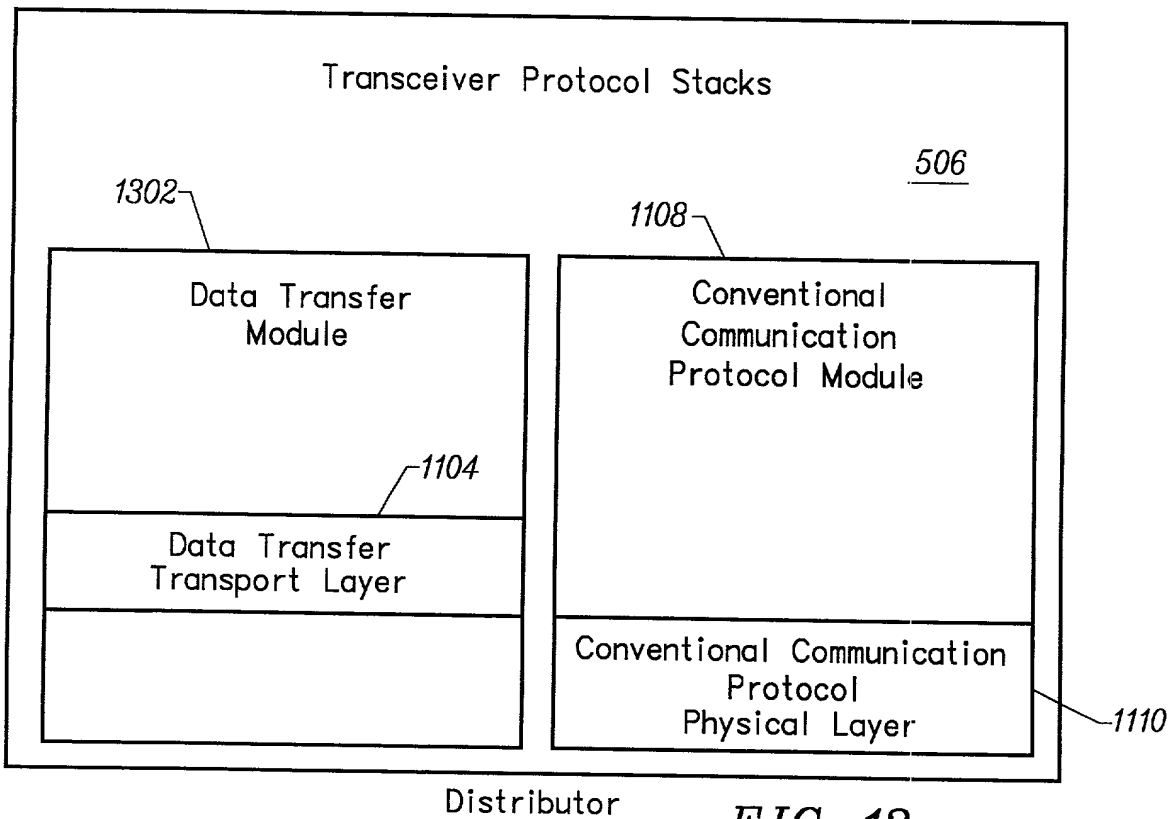 Transceiver Protocol Stacks
506
1302
1108
Data Transfer
Module
Conventional
Communication
Protocol Module
1104
Data Transfer
Transport Layer
Conventional Communication
Protocol
Physical Layer
1110
Distributor